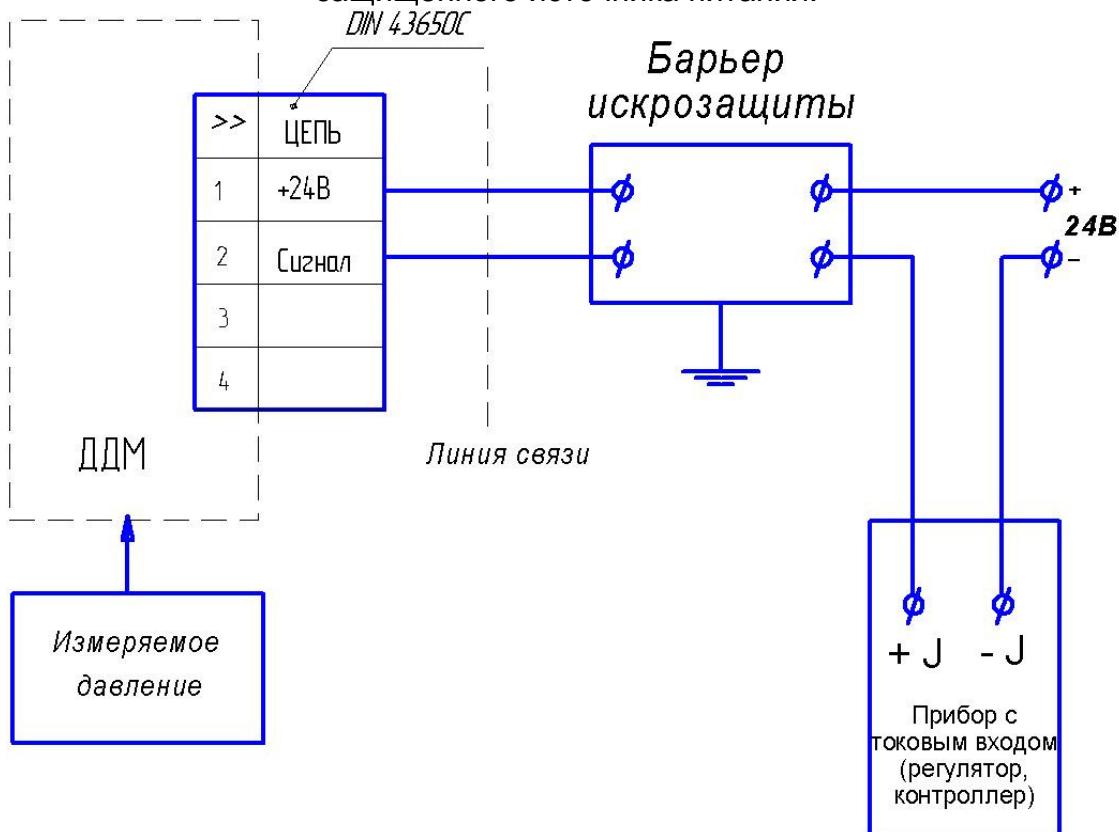 DIN 43650C
Барьер
искрозащиты
>> ЦЕПЬ
1 +24В
2 Сигнал
3
4
+
24В
–
ДДМ
Линия связи
Измеряемое
давление
+ J - J
Прибор с
токовым входом
(регулятор,
контроллер)